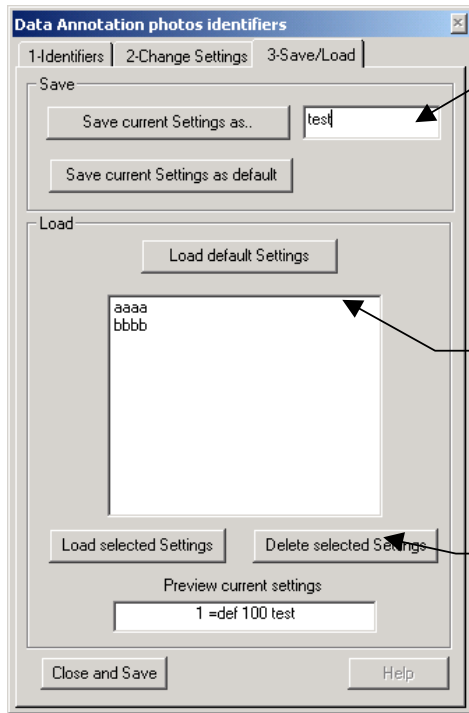 Data Annotation photos identifiers
1-Identifiers 2-Change Settings 3-Save/Load
Save
Save current Settings as.. test
Save current Settings as default
Load
Load default Settings
aaaa
bbbb
Load selected Settings Delete selected Settings
Preview current settings
1 =def 100 test
Close and Save Help